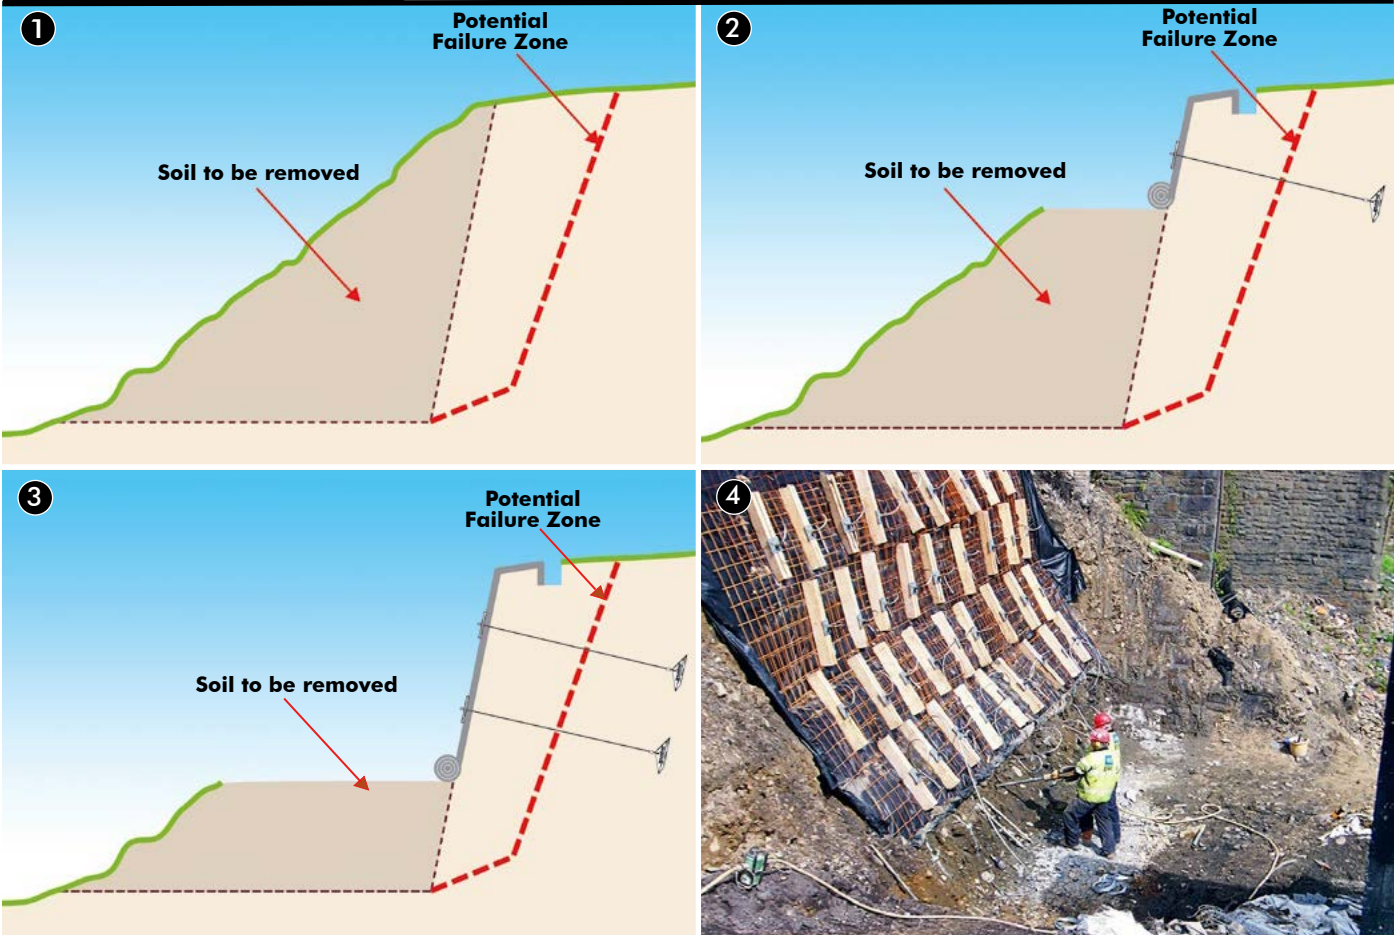 1
Potential
Failure Zone
Soil to be removed
2
Potential
Failure Zone
Soil to be removed
3
Potential
Failure Zone
Soil to be removed
4